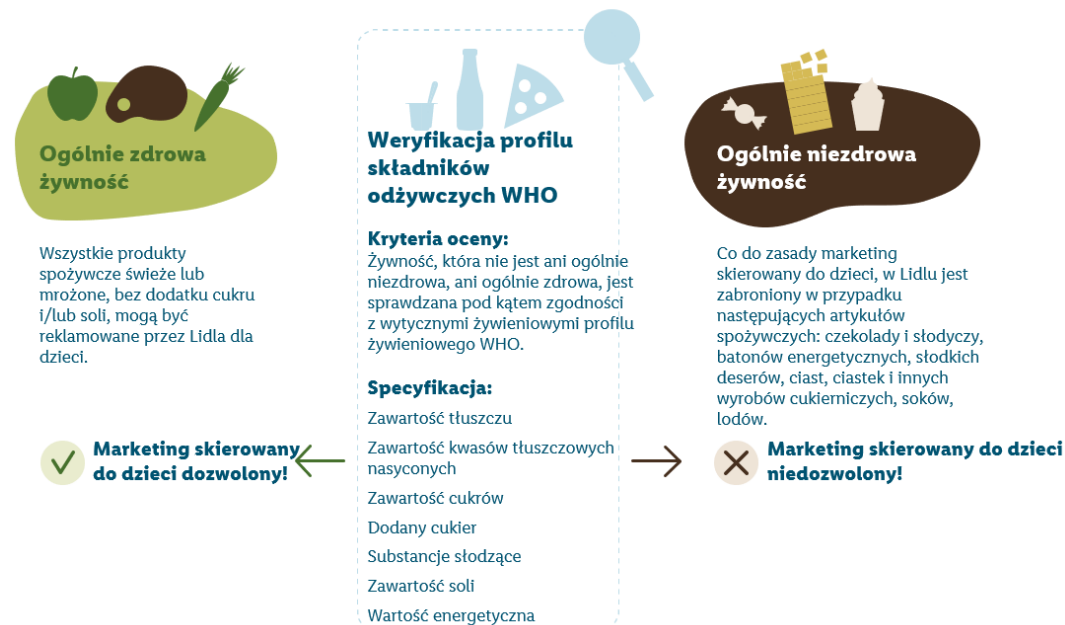 Ogólnie zdrowa
żywność
Wszystkie produkty
spożywcze świeże lub
mrożone, bez dodatku cukru
i/lub soli, mogą być
reklamowane przez Lidla dla
dzieci.
Marketing skierowany
do dzieci dozwolony!
Weryfikacja profilu
składników
odżywczych WHO
Kryteria oceny:
Żywność, która nie jest ani ogólnie
niezdrowa, ani ogólnie zdrowa, jest
sprawdzana pod kątem zgodności
z wytycznymi żywieniowymi profilu
żywieniowego WHO.
Specyfikacja:
Zawartość tłuszczu
Zawartość kwasów tłuszczowych
nasyconych
Zawartość cukrów
Dodany cukier
Substancje słodzące
Zawartość soli
Wartość energetyczna
Ogólnie niezdrowa
żywność
Co do zasady marketing
skierowany do dzieci, w Lidlu jest
zabroniony w przypadku
następujących artykułów
spożywczych: czekolady i słodyczy,
batonów energetycznych, słodkich
deserów, ciast, ciastek i innych
wyrobów cukierniczych, soków,
lodów.
Marketing skierowany do dzieci
niedozwolony!